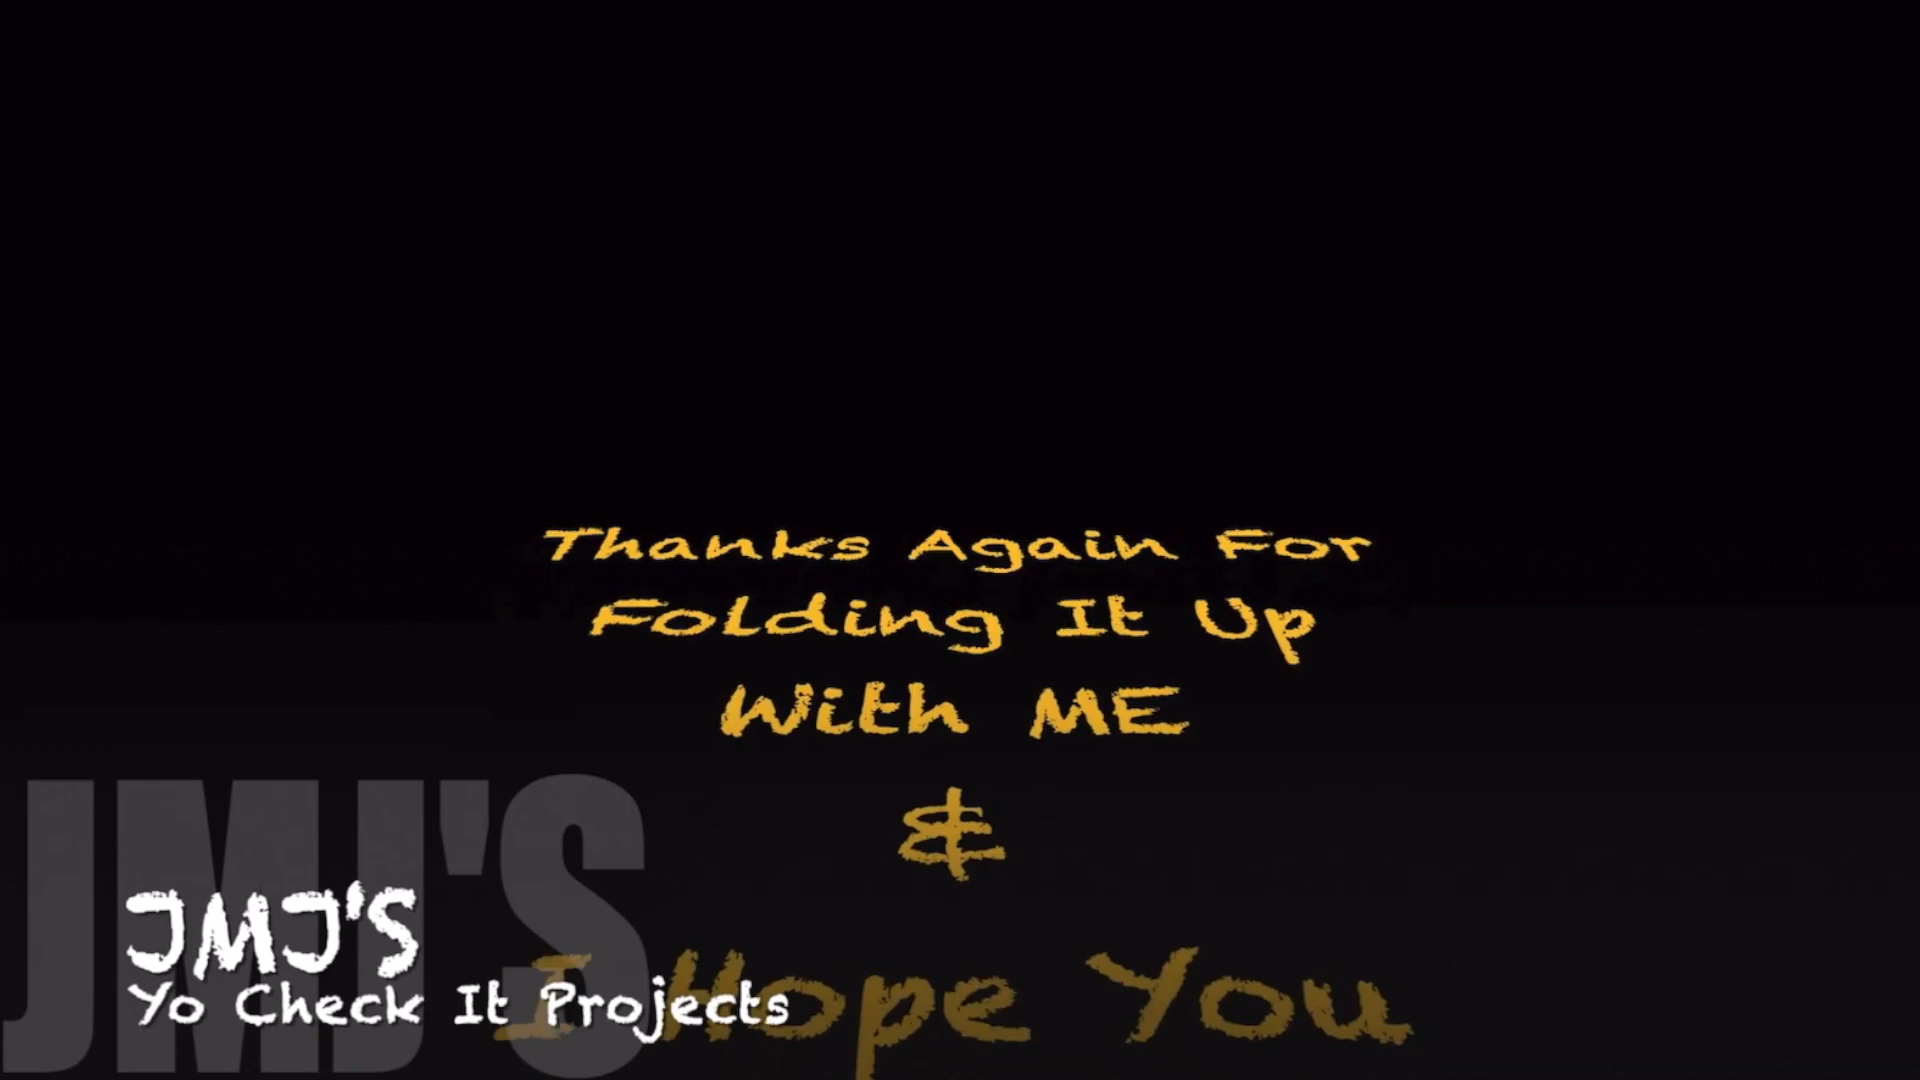 Thanks Again For
Folding It Up
With ME
&
I Hope You
JMJ'S
JMJ'S
Yo Check It Projects